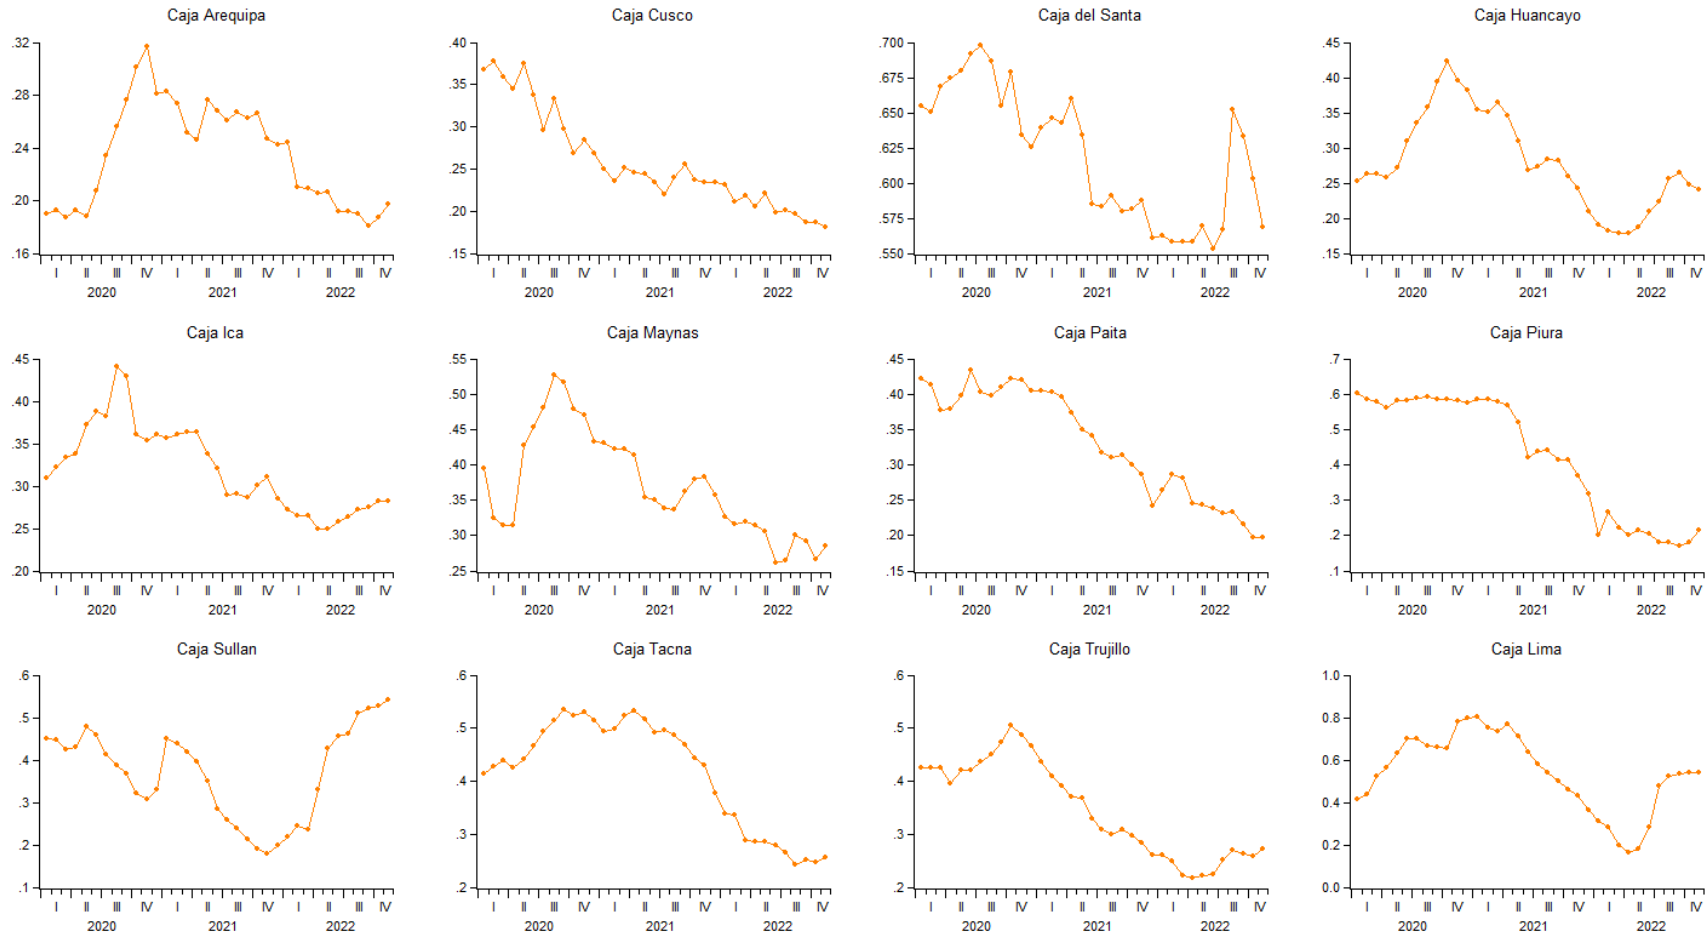 Caja Arequipa
.32
.28
.24
.20
.16
I II III IV I II III IV I II III IV
2020 2021 2022
Caja Cusco
.40
.35
.30
.25
.20
.15
I II III IV I II III IV I II III IV
2020 2021 2022
Caja del Santa
.700
.675
.650
.625
.600
.575
.550
I II III IV I II III IV I II III IV
2020 2021 2022
Caja Huancayo
.45
.40
.35
.30
.25
.20
.15
I II III IV I II III IV I II III IV
2020 2021 2022
Caja Ica
.45
.40
.35
.30
.25
.20
I II III IV I II III IV I II III IV
2020 2021 2022
Caja Maynas
.55
.50
.45
.40
.35
.30
.25
I II III IV I II III IV I II III IV
2020 2021 2022
Caja Paita
.45
.40
.35
.30
.25
.20
.15
I II III IV I II III IV I II III IV
2020 2021 2022
Caja Piura
.7
.6
.5
.4
.3
.2
.1
I II III IV I II III IV I II III IV
2020 2021 2022
Caja Sullan
.6
.5
.4
.3
.2
.1
I II III IV I II III IV I II III IV
2020 2021 2022
Caja Tacna
.6
.5
.4
.3
.2
I II III IV I II III IV I II III IV
2020 2021 2022
Caja Trujillo
.6
.5
.4
.3
.2
I II III IV I II III IV I II III IV
2020 2021 2022
Caja Lima
1.0
0.8
0.6
0.4
0.2
0.0
I II III IV I II III IV I II III IV
2020 2021 2022